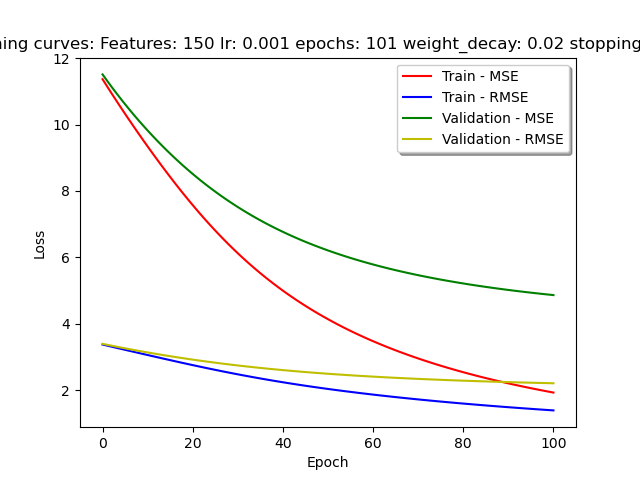 curves: Features: 150 lr: 0.001 epochs: 101 weight_decay: 0.02 stopping
Train - MSE
Train - RMSE
Validation - MSE
Validation - RMSE
12
10
8
6
4
2
Loss
0 20 40 60 80 100
Epoch